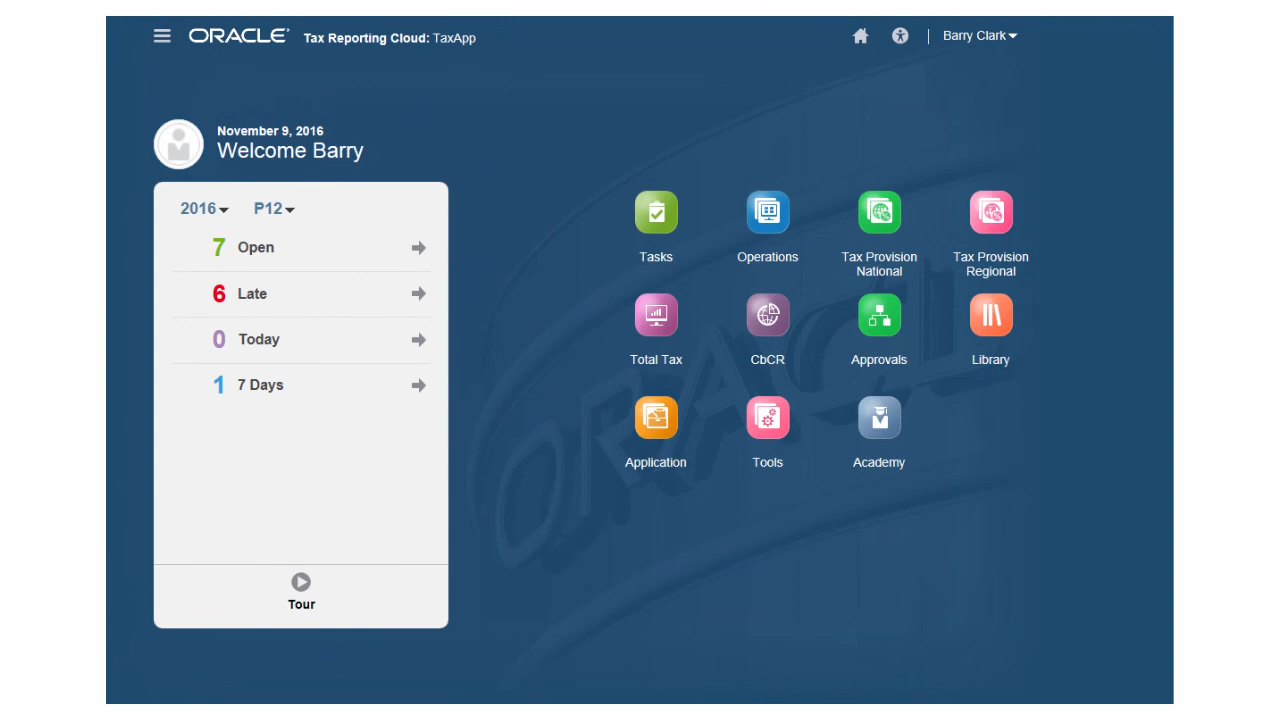 ORACLE Tax Reporting Cloud: TaxApp
Barry Clark
November 9, 2016
Welcome Barry
2016 P12
7 Open
6 Late
0 Today
1 7 Days
Tour
Tasks
Operations
Tax Provision
National
Tax Provision
Regional
Total Tax
CbCR
Approvals
Library
Application
Tools
Academy
ORACLE